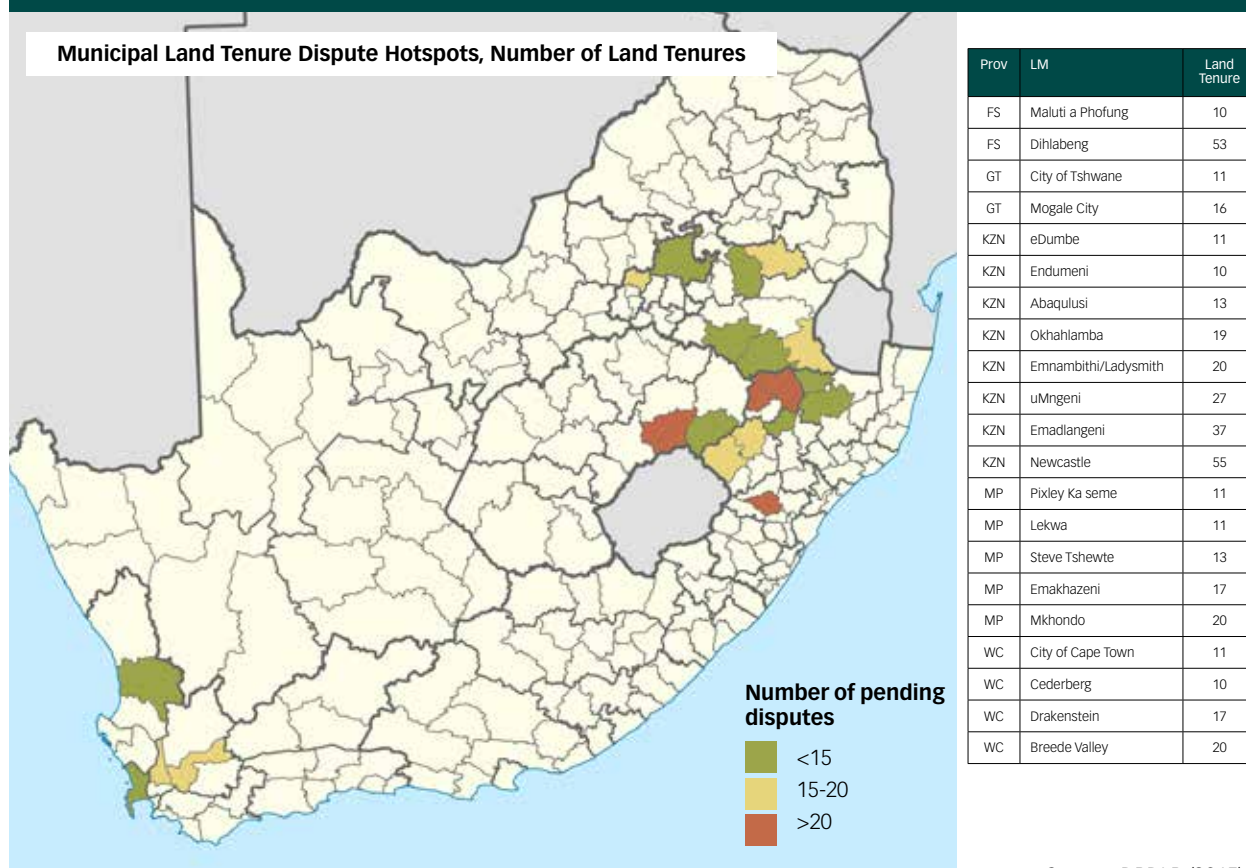 Municipal Land Tenure Dispute Hotspots, Number of Land Tenures
Number of pending
disputes
<15
15-20
>20
Prov LM Land Tenure
FS Maluti a Phofung 10
FS Dihlabeng 53
GT City of Tshwane 11
GT Mogale City 16
KZN eDumbe 11
KZN Endumeni 10
KZN Abaqulusi 13
KZN Okhahlamba 19
KZN Emnambithi/Ladysmith 20
KZN uMngeni 27
KZN Emadlangeni 37
KZN Newcastle 55
MP Pixley Ka seme 11
MP Lekwa 11
MP Steve Tshewte 13
MP Emakhazeni 17
MP Mkhondo 20
WC City of Cape Town 11
WC Cederberg 10
WC Drakenstein 17
WC Breede Valley 20